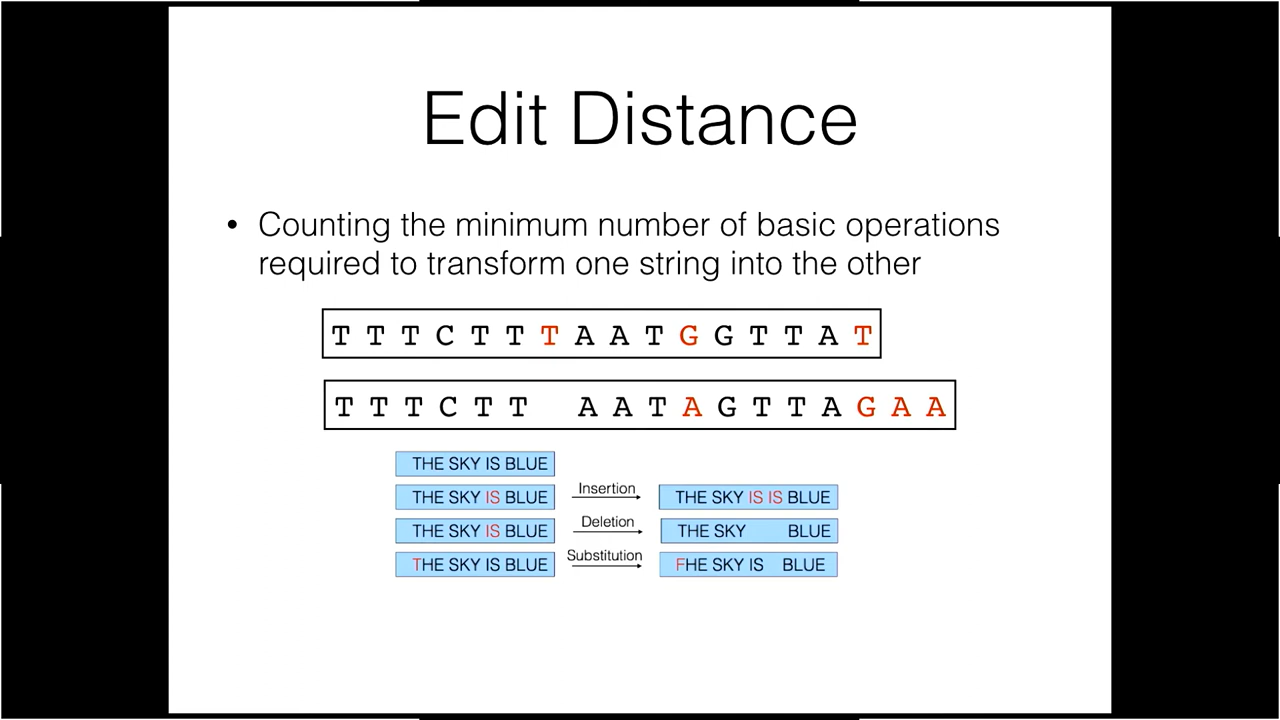 Edit Distance
• Counting the minimum number of basic operations
required to transform one string into the other
T T T C T T T A A T G G T T A T
T T T C T T   A A T A G T T A G A A
THE SKY IS BLUE
THE SKY IS BLUE Insertion THE SKY IS IS BLUE
THE SKY IS BLUE Deletion THE SKY BLUE
THE SKY IS BLUE Substitution FHE SKY IS BLUE